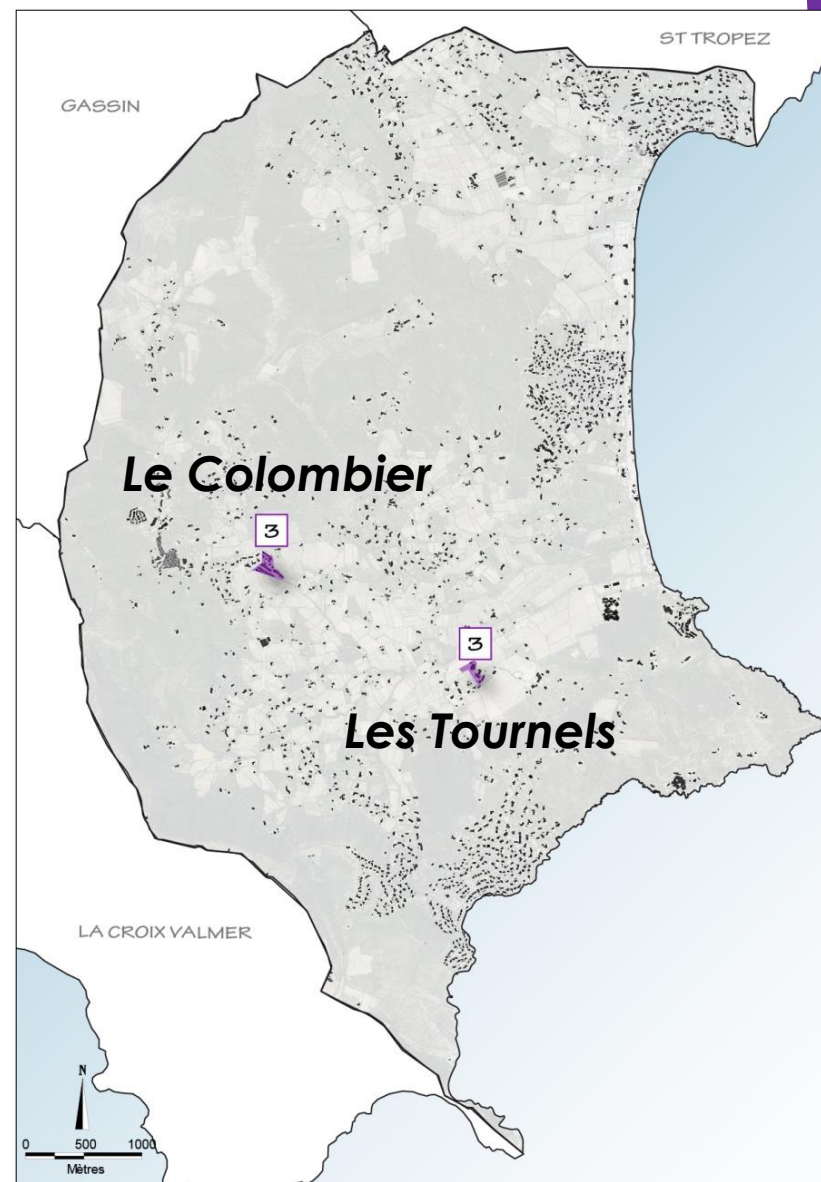 ST TROPEZ
GASSIN
Le Colombier
3
3
Les Tournels
LA CROIX VALMER
N
0 500 1000
Mètres